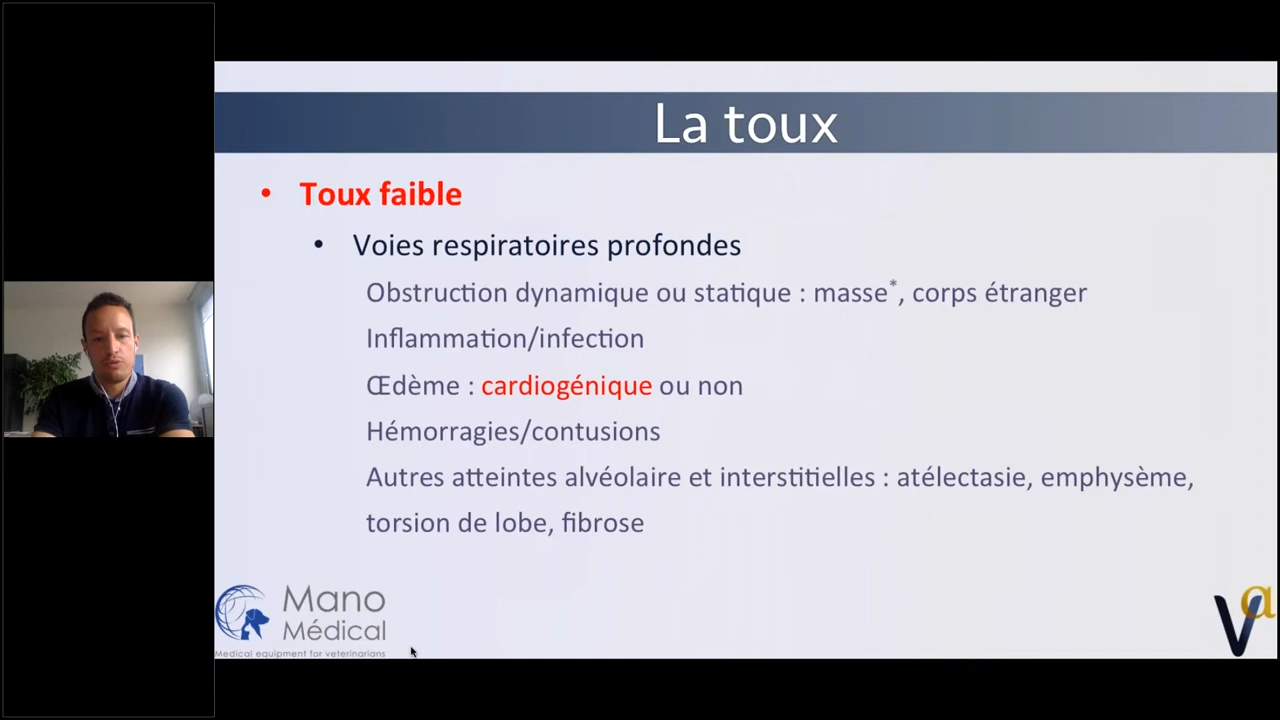 La toux
• Toux faible
• Voies respiratoires profondes
Obstruction dynamique ou statique : masse*, corps étranger
Inflammation/infection
Œdème : cardiogénique ou non
Hémorragies/contusions
Autres atteintes alvéolaire et interstitielles : atélectasie, emphysème,
torsion de lobe, fibrose
Mano
Médical
Medical equipment for veterinarians
V@